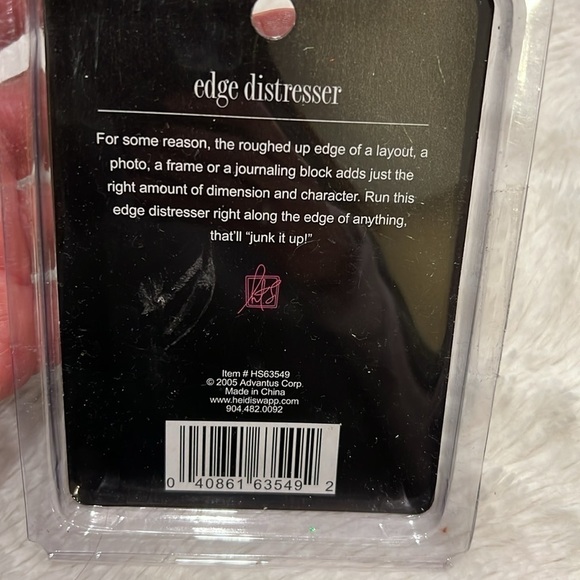 edge distresser
For some reason, the roughed up edge of a layout, a
photo, a frame or a journaling block adds just the
right amount of dimension and character. Run this
edge distresser right along the edge of anything,
that'll "junk it up!"
hs
Item # HS63549
© 2005 Advantus Corp.
Made in China
www.heidiswapp.com
904.482.0092
0 40861 63549 2